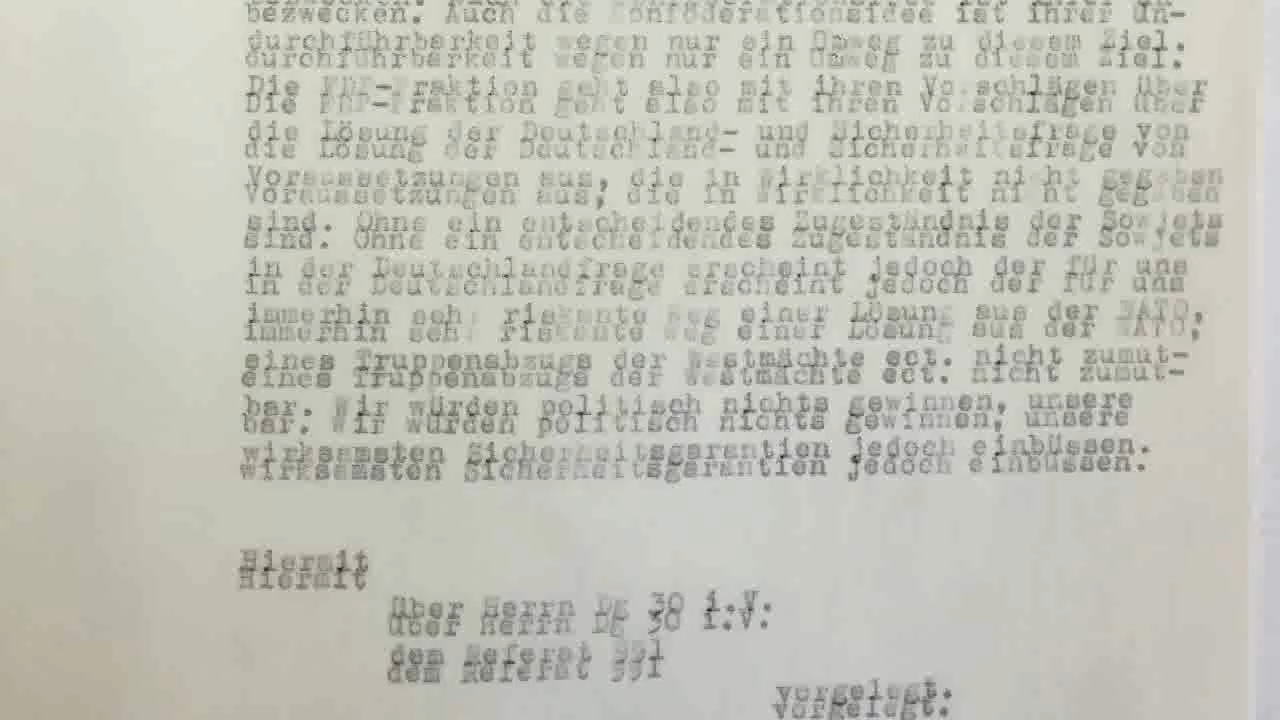 bezwecken. Auch die Konföderationsidee ist ihrer Un-
durchführbarkeit wegen nur ein Umweg zu diesem Ziel.
Die FDP-Fraktion geht also mit ihren Vorschlägen über
die Lösung der Deutschland- und Sicherheitsfrage von
Voraussetzungen aus, die in Wirklichkeit nicht gegeben
sind. Ohne ein entscheidendes Zugeständnis der Sowjets
in der Deutschlandfrage erscheint jedoch der für uns
immerhin sehr riskante Weg einer Lösung aus der NATO,
eines Truppenabzugs der Westmächte ect. nicht zumut-
bar. Wir würden politisch nichts gewinnen, unsere
wirksamsten Sicherheitsgarantien jedoch einbüssen.
Hiermit
über Herrn Dg 30 i.V.
dem Referat
vorgelegt.